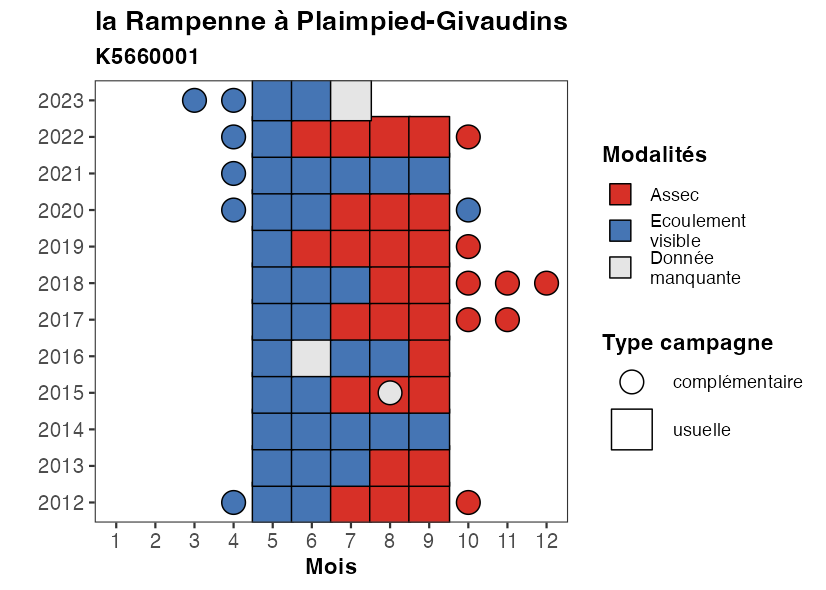 la Rampenne à Plaimpied-Givaudins
K5660001
2023
2022
2021
2020
2019
2018
2017
2016
2015
2014
2013
2012
1 2 3 4 5 6 7 8 9 10 11 12
Mois
Modalités
Assec
Ecoulement
visible
Donnée
manquante
Type campagne
complémentaire
usuelle